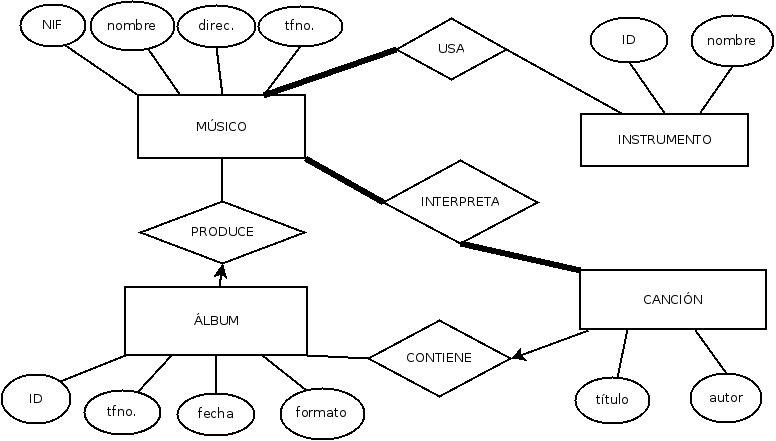 NIF
nombre
direc.
tfno.
USA
ID
nombre
MÚSICO
INSTRUMENTO
INTERPRETA
PRODUCE
CANCIÓN
ÁLBUM
CONTIENE
ID
tfno.
fecha
formato
título
autor